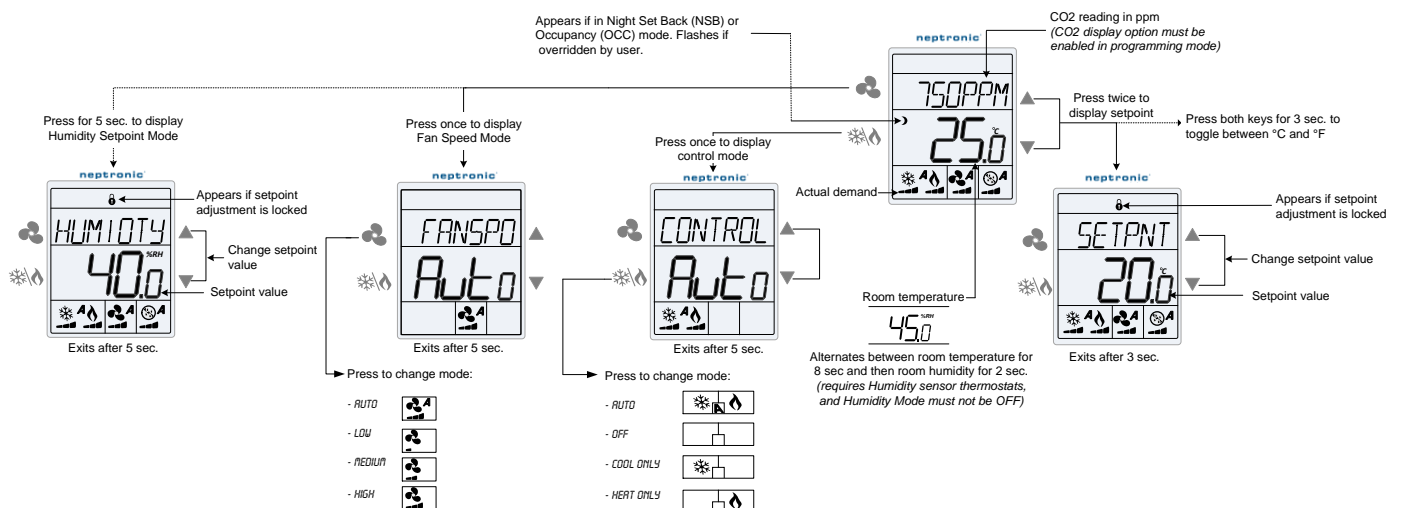 Appears if in Night Set Back (NSB) or
Occupancy (OCC) mode. Flashes if
overridden by user.
CO2 reading in ppm
(CO2 display option must be
enabled in programming mode)
neptronic
750PPM
25.0 °C
A
A
A
Actual demand
Press twice to
display setpoint
Press both keys for 3 sec. to
toggle between °C and °F
Press for 5 sec. to display
Humidity Setpoint Mode
neptronic
Appears if setpoint
adjustment is locked
HUMIDTY
40.0 %RH
Change setpoint
value
Setpoint value
A
A
A
Exits after 5 sec.
Press once to display
Fan Speed Mode
neptronic
FANSPD
Auto
A
Exits after 5 sec.
Press to change mode:
- AUTO
A
- LOW
- MEDIUM
- HIGH
Press once to display
control mode
neptronic
CONTROL
Auto
A
Exits after 5 sec.
Press to change mode:
- AUTO
A
- OFF
- COOL ONLY
- HEAT ONLY
Room temperature
45.0 %RH
Alternates between room temperature for
8 sec and then room humidity for 2 sec.
(requires Humidity sensor thermostats,
and Humidity Mode must not be OFF)
neptronic
Appears if setpoint
adjustment is locked
SETPNT
20.0 °C
Change setpoint value
Setpoint value
A
A
A
Exits after 3 sec.